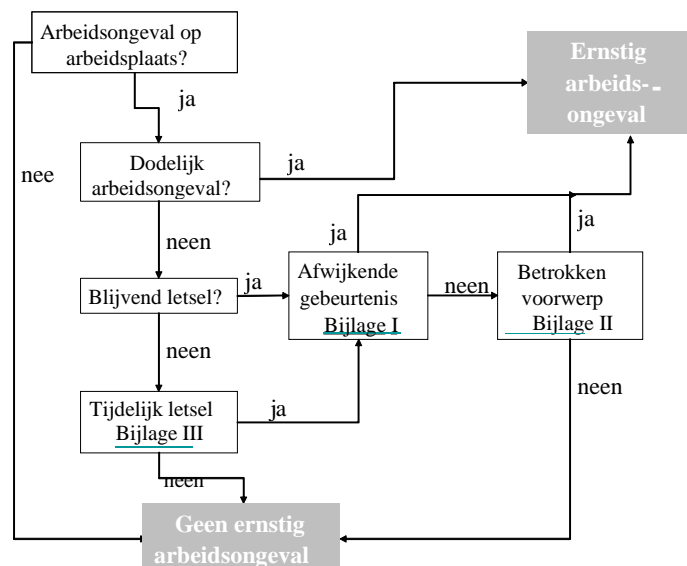 Arbeidsongeval op
arbeidsplaats?
Ernstig
arbeids--
ongeval
ja
nee
Dodelijk
arbeidsongeval?
ja
neen
ja
ja
Blijvend letsel?
ja
Afwijkende
gebeurtenis
Bijlage I
neen
Betrokken
voorwerp
Bijlage II
neen
neen
Tijdelijk letsel
Bijlage III
ja
neen
Geen ernstig
arbeidsongeval